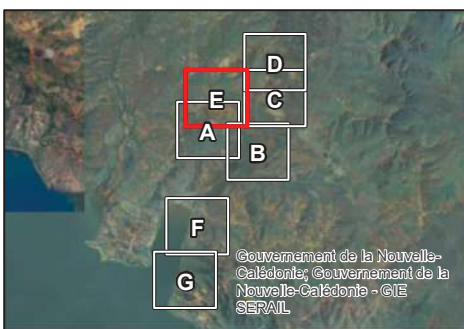 D
E
C
A
B
F
G
Gouvernement de la Nouvelle-
Calédonie; Gouvernement de la
Nouvelle-Calédonie - GIE
SERAIL